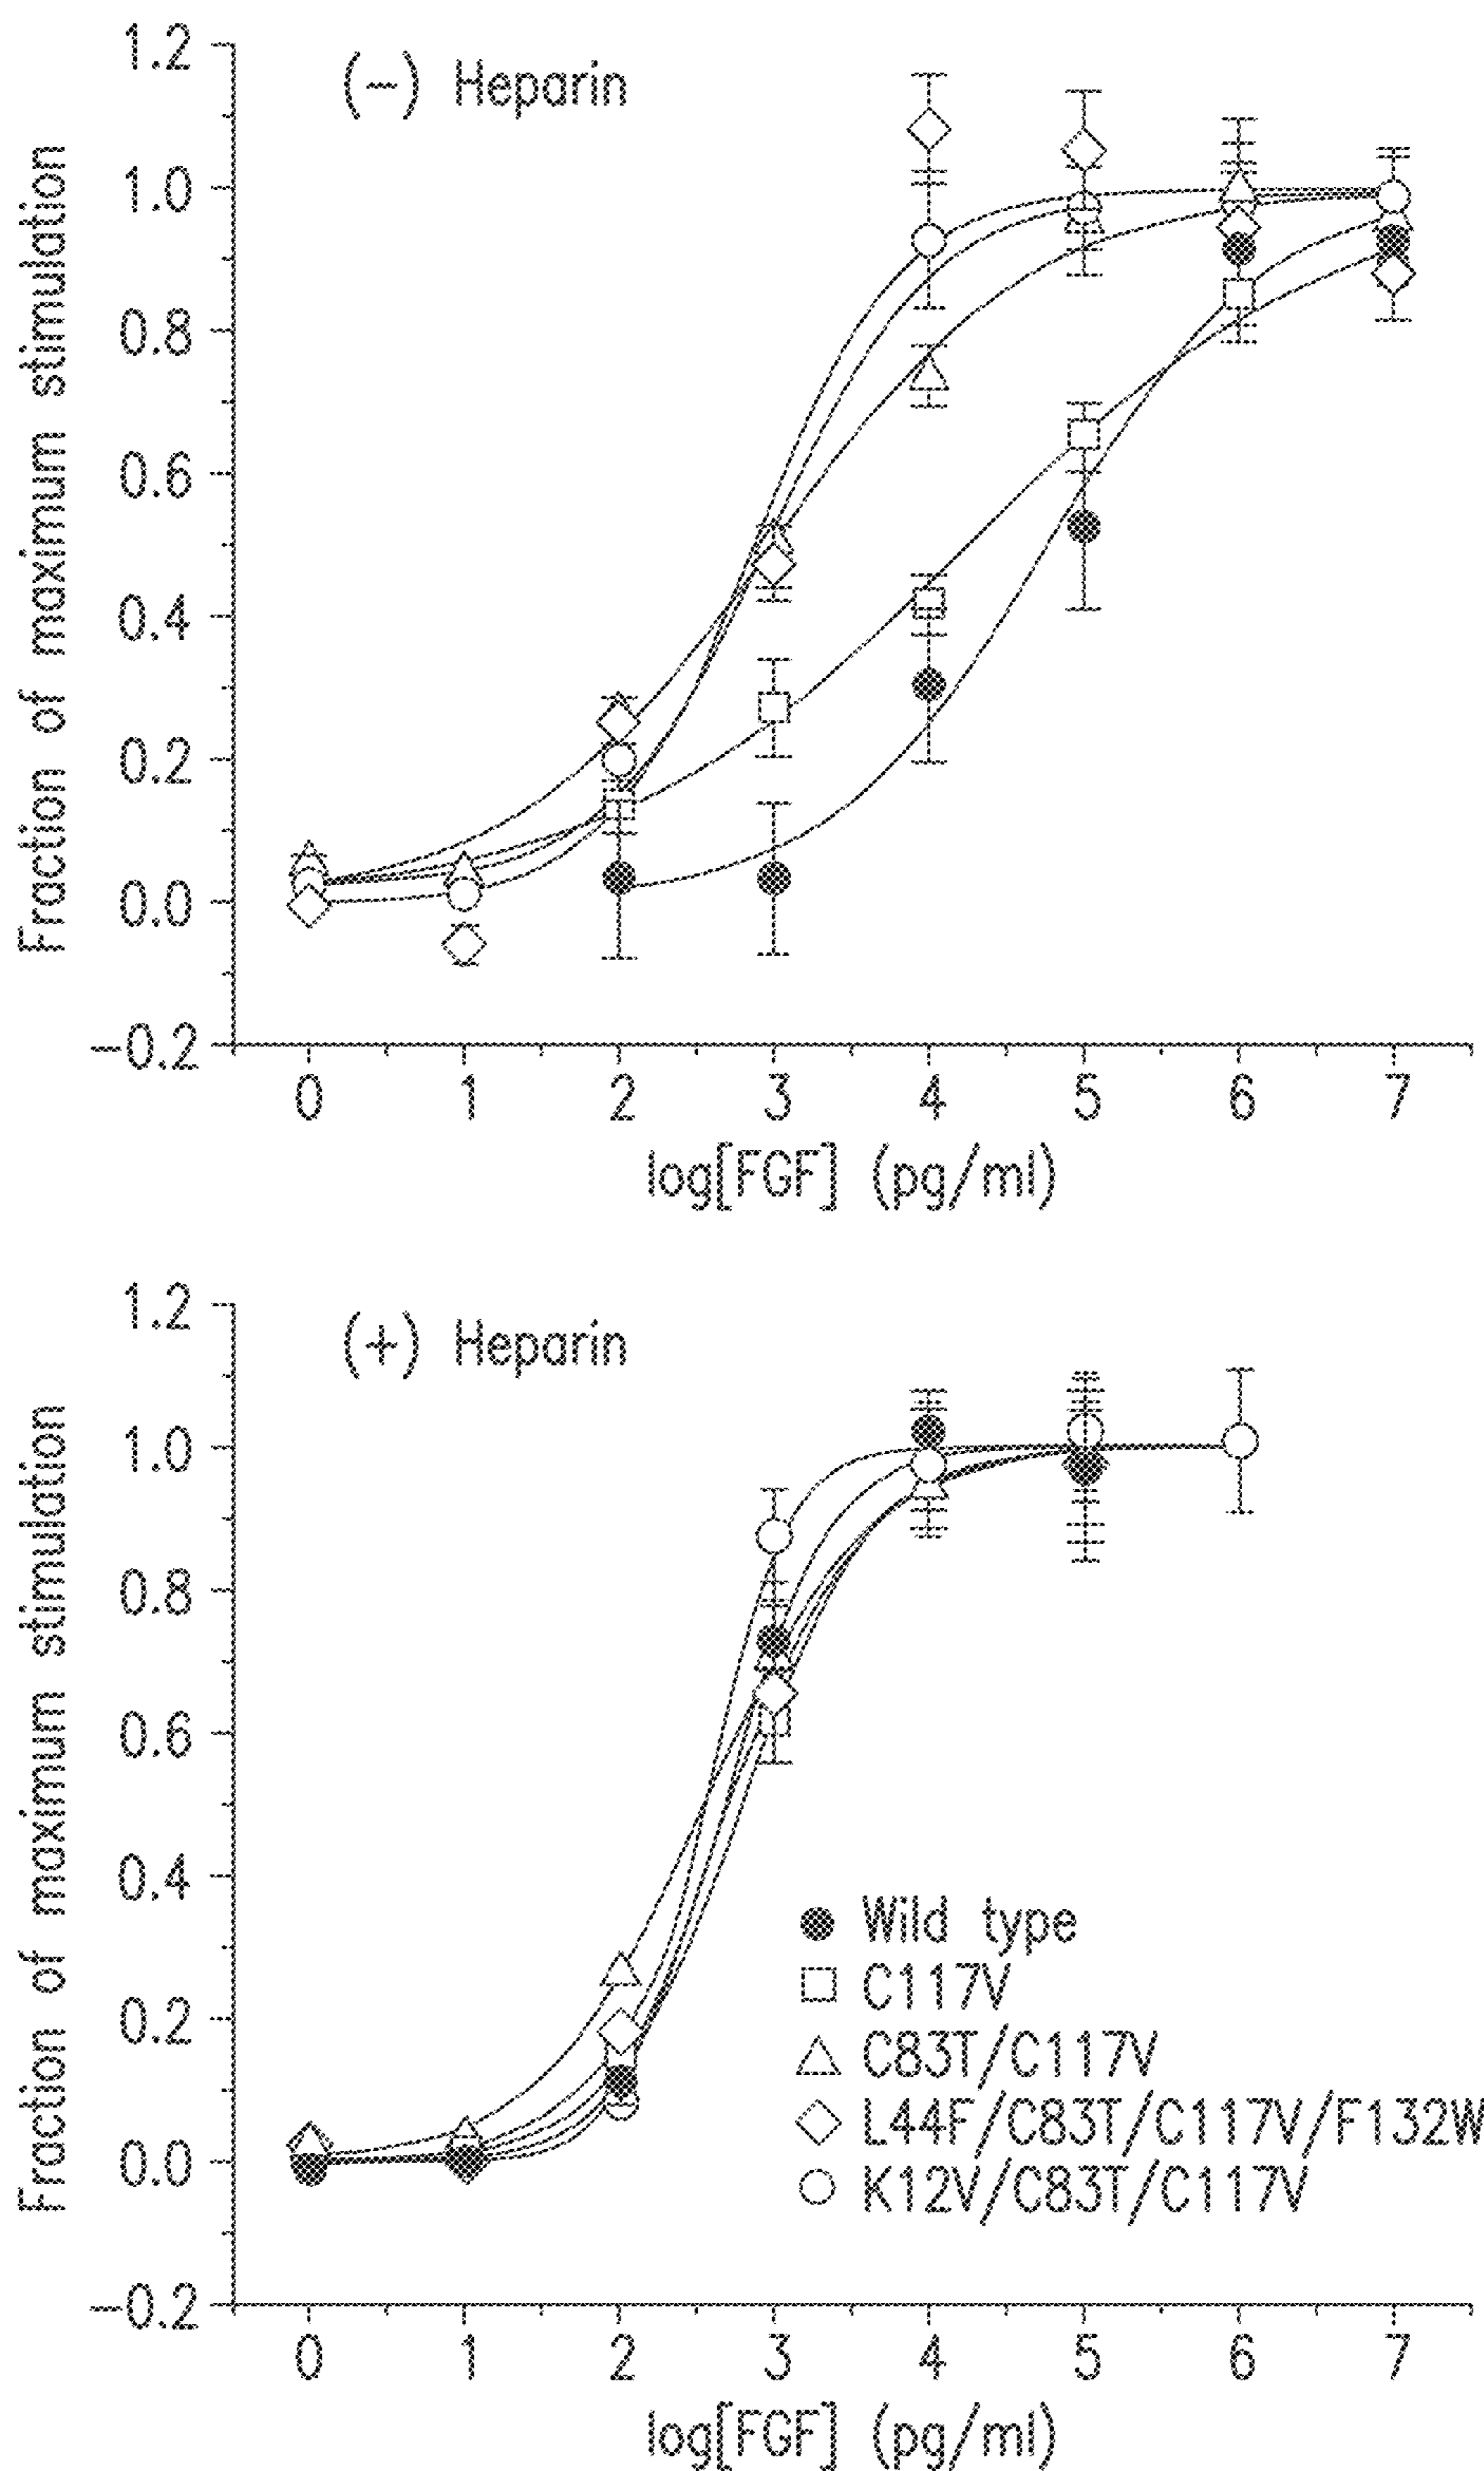 (−) Heparin
Fraction of maximum stimulation
1.2
1.0
0.8
0.6
0.4
0.2
0.0
−0.2
0 1 2 3 4 5 6 7
log[FGF] (pg/ml)
(+) Heparin
Fraction of maximum stimulation
1.2
1.0
0.8
0.6
0.4
0.2
0.0
−0.2
Wild type
C117V
C83T/C117V
L44F/C83T/C117V/F132W
K12V/C83T/C117V
0 1 2 3 4 5 6 7
log[FGF] (pg/ml)